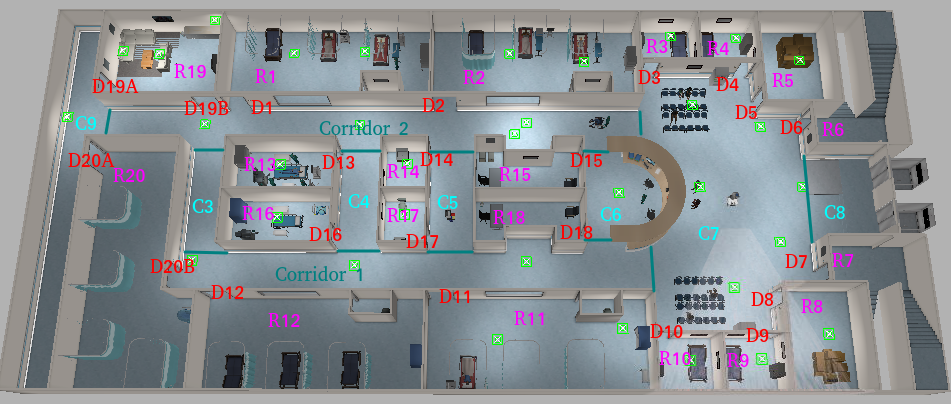 R3
R4
R19
R1
R2
R5
D19A
D3
D4
D19B
D1
D2
D5
C9
Corridor 2
D6
R6
D20A
R20
R13
D13
R14
D14
R15
D15
C3
R16
C4
R17
C5
R18
C6
C8
D16
D17
D18
C7
D20B
Corridor 1
D7
R7
D12
D11
D8
R12
R11
R8
D10
D9
R10
R9